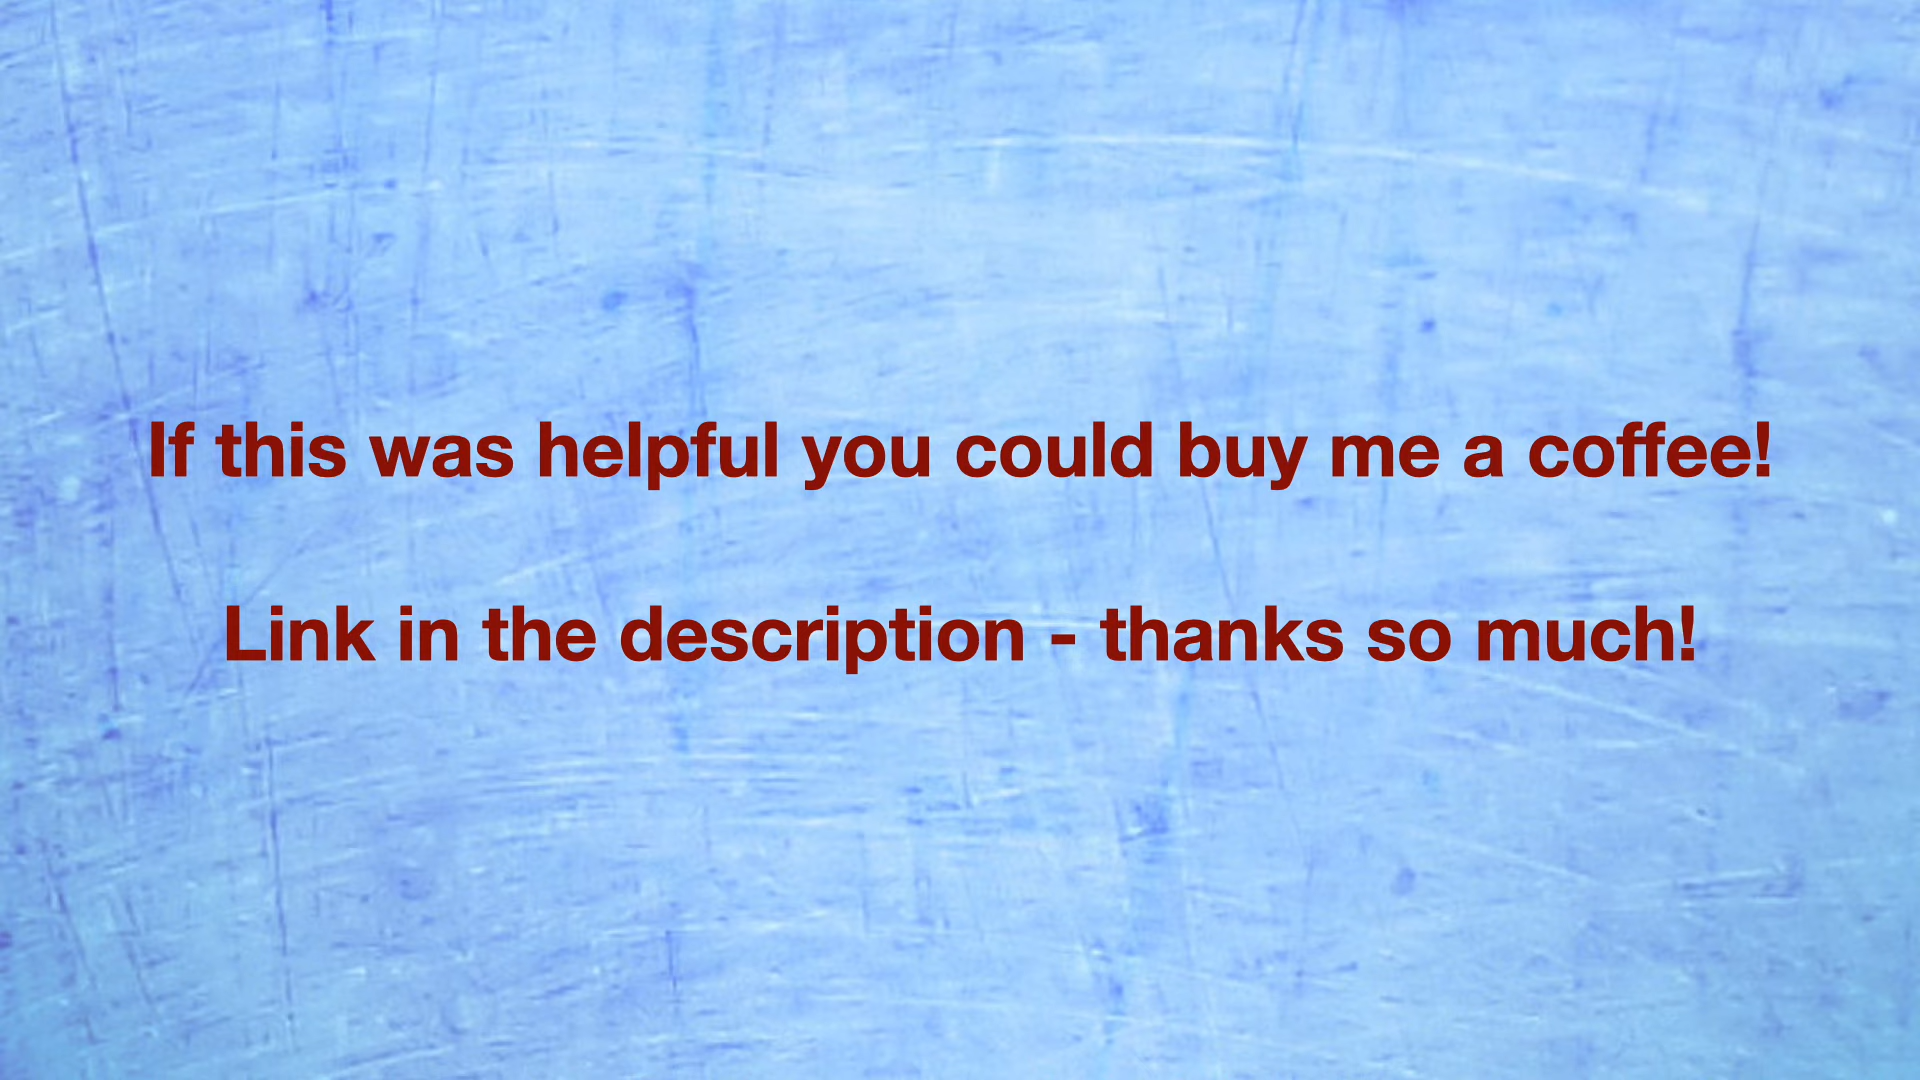 If this was helpful you could buy me a coffee!
Link in the description - thanks so much!